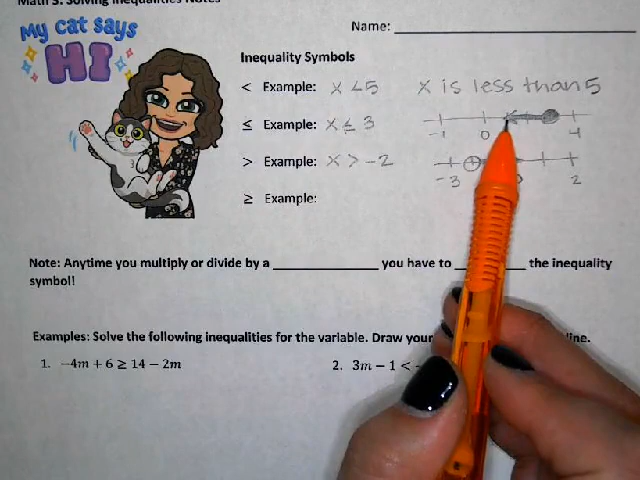 Math 3: Solving Inequalities Notes
My cat says
HI
Name:
Inequality Symbols
< Example: x < 5 x is less than 5
≤ Example: x ≤ 3
-1 0 4
> Example: x > -2
-3 2
≥ Example:
Note: Anytime you multiply or divide by a ____________ you have to ____ the inequality
symbol!
Examples: Solve the following inequalities for the variable. Draw your line.
1. -4m + 6 ≥ 14 - 2m 2. 3m - 1 <